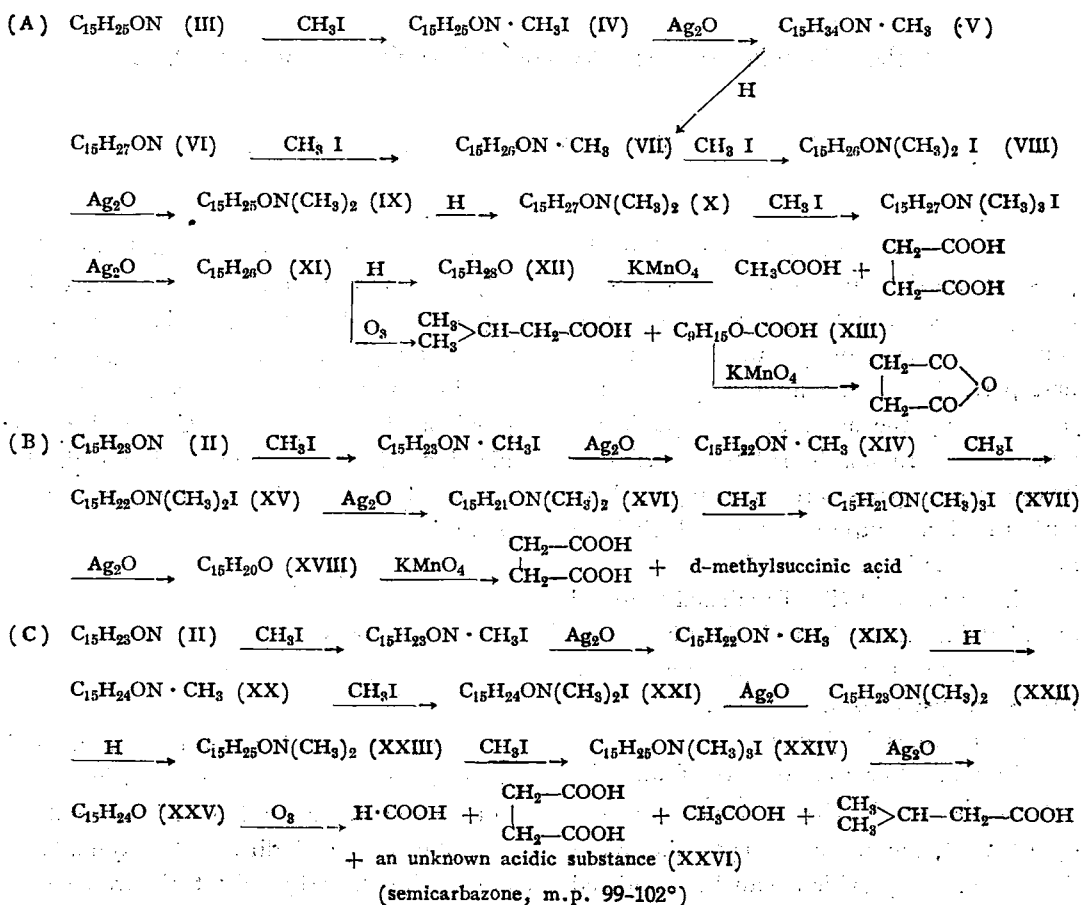 (A) C₁₅H₂₅ON (III) CH₃I C₁₅H₂₅ON·CH₃I (IV) Ag₂O C₁₅H₃₄ON·CH₃ (V)
H
C₁₅H₂₇ON (VI) CH₃ I C₁₅H₂₆ON·CH₃ (VII) CH₃ I C₁₅H₂₆ON(CH₃)₂ I (VIII)
Ag₂O C₁₅H₂₅ON(CH₃)₂ (IX) H C₁₅H₂₇ON(CH₃)₂ (X) CH₃I C₁₅H₂₇ON(CH₃)₃I
Ag₂O C₁₅H₂₆O (XI) H C₁₅H₂₈O (XII) KMnO₄ CH₃COOH + CH₂—COOH
CH₂—COOH
O₃ CH₃ CH₃>CH—CH₂—COOH + C₉H₁₅O—COOH (XIII)
KMnO₄ CH₂—CO
O
CH₂—CO
(B) C₁₅H₂₃ON (II) CH₃I C₁₅H₂₃ON·CH₃I Ag₂O C₁₅H₂₂ON·CH₃ (XIV) CH₃I
C₁₅H₂₂ON(CH₃)₂I (XV) Ag₂O C₁₅H₂₁ON(CH₃)₂ (XVI) CH₃I C₁₅H₂₁ON(CH₃)₃I (XVII)
Ag₂O C₁₅H₂₀O (XVIII) KMnO₄ CH₂—COOH
CH₂—COOH + d-methylsuccinic acid
(C) C₁₅H₂₃ON (II) CH₃I C₁₅H₂₃ON·CH₃I Ag₂O C₁₅H₂₂ON·CH₃ (XIX) H
C₁₅H₂₄ON·CH₃ (XX) CH₃I C₁₅H₂₄ON(CH₃)₂I (XXI) Ag₂O C₁₅H₂₃ON(CH₃)₂ (XXII)
H C₁₅H₂₅ON(CH₃)₂ (XXIII) CH₃I C₁₅H₂₅ON(CH₃)₃I (XXIV) Ag₂O
C₁₅H₂₄O (XXV) O₃ H·COOH + CH₂—COOH
CH₂—COOH + CH₃COOH + CH₃ CH₃>CH—CH₂—COOH
+ an unknown acidic substance (XXVI)
(semicarbazone, m.p. 99-102°)